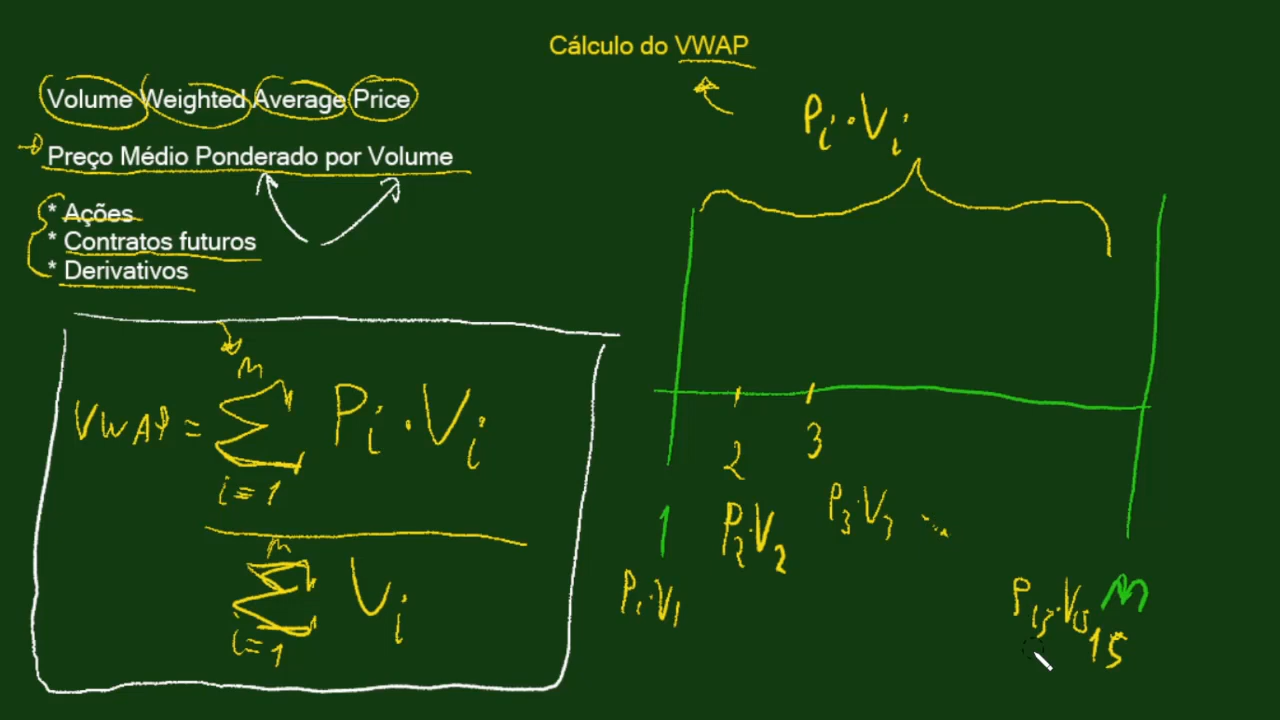 Cálculo do VWAP
Volume Weighted Average Price
Preço Médio Ponderado por Volume
* Ações
* Contratos futuros
* Derivativos
Pi · Vi
n
VWAP = Σ Pi · Vi
i = 1
n
Σ Vi
i = 1
2
3
1
P2 · V2
P3 · V3 ...
P1 · V1
P15 · V15
n
15